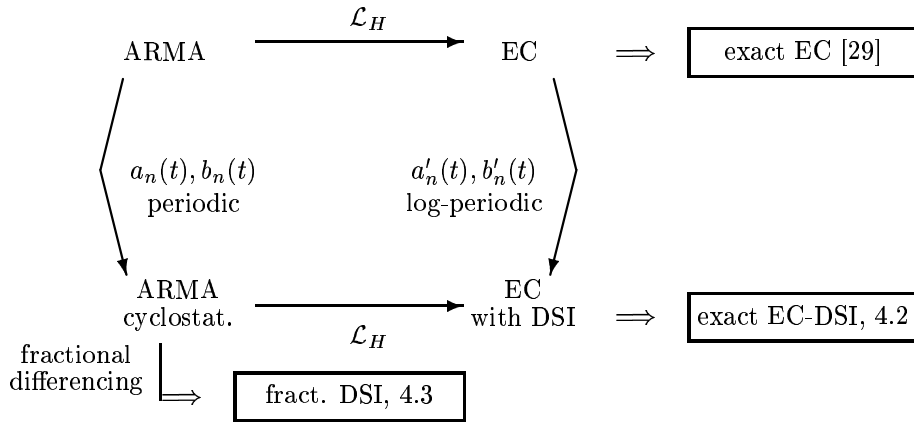 ℒ_H
ARMA
EC
⟹
exact EC [29]
a_n(t), b_n(t)
periodic
a'_n(t), b'_n(t)
log-periodic
ARMA
cyclostat.
ℒ_H
EC
with DSI
⟹
exact EC-DSI, 4.2
fractional
differencing
⟹
fract. DSI, 4.3